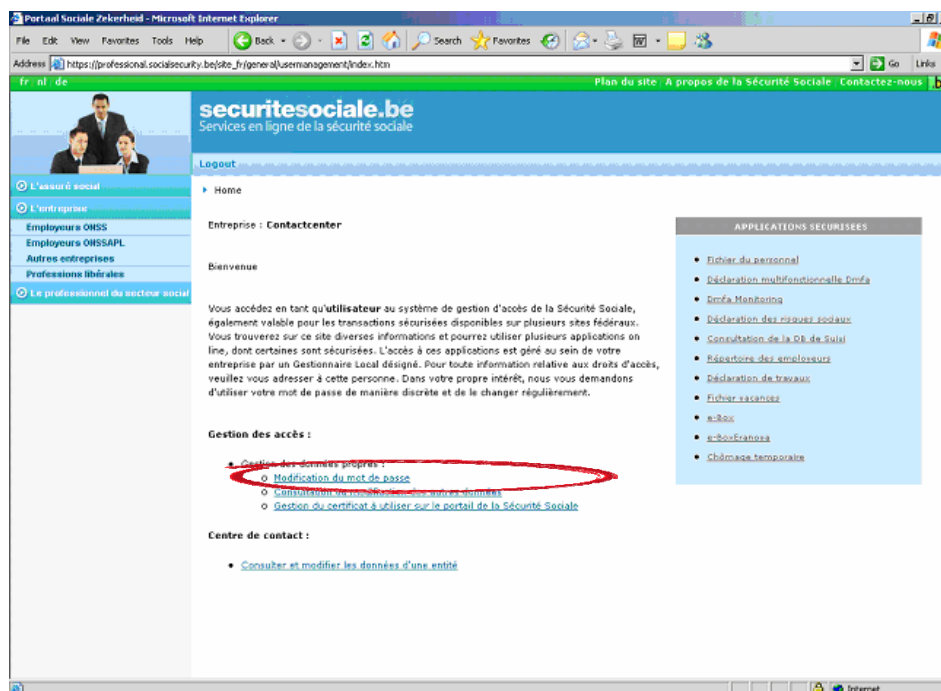 Portaal Sociale Zekerheid - Microsoft Internet Explorer
File Edit View Favorites Tools Help Back Search Favorites
Address https://professional.socialsecurity.be/site_fr/general/usermanagement/index.htm Go Links
fr nl de Plan du site A propos de la Sécurité Sociale Contactez-nous
securitesociale.be
Services en ligne de la sécurité sociale
Logout
L'assuré social
L'entreprise
Employeurs ONSS
Employeurs ONSSAPL
Autres entreprises
Professions libérales
Le professionnel du secteur social
Home
Entreprise : Contactcenter
Bienvenue
Vous accédez en tant qu'utilisateur au système de gestion d'accès de la Sécurité Sociale,
également valable pour les transactions sécurisées disponibles sur plusieurs sites fédéraux.
Vous trouverez sur ce site diverses informations et pourrez utiliser plusieurs applications on
line, dont certaines sont sécurisées. L'accès à ces applications est géré au sein de votre
entreprise par un Gestionnaire Local désigné. Pour toute information relative aux droits d'accès,
veuillez vous adresser à cette personne. Dans votre propre intérêt, nous vous demandons
d'utiliser votre mot de passe de manière discrète et de le changer régulièrement.
Gestion des accès :
Gestion des données propres :
Modification du mot de passe
Consultation ou modification des autres données
Gestion du certificat à utiliser sur le portail de la Sécurité Sociale
Centre de contact :
Consulter et modifier les données d'une entité
APPLICATIONS SECURISEES
Fichier du personnel
Déclaration multifonctionnelle Dmfa
Dmfa Monitoring
Déclaration des risques sociaux
Consultation de la DB de Suisi
Répertoire des employeurs
Déclaration de travaux
Fichier vacances
e-Box
e-BoxEranova
Chômage temporaire
Internet